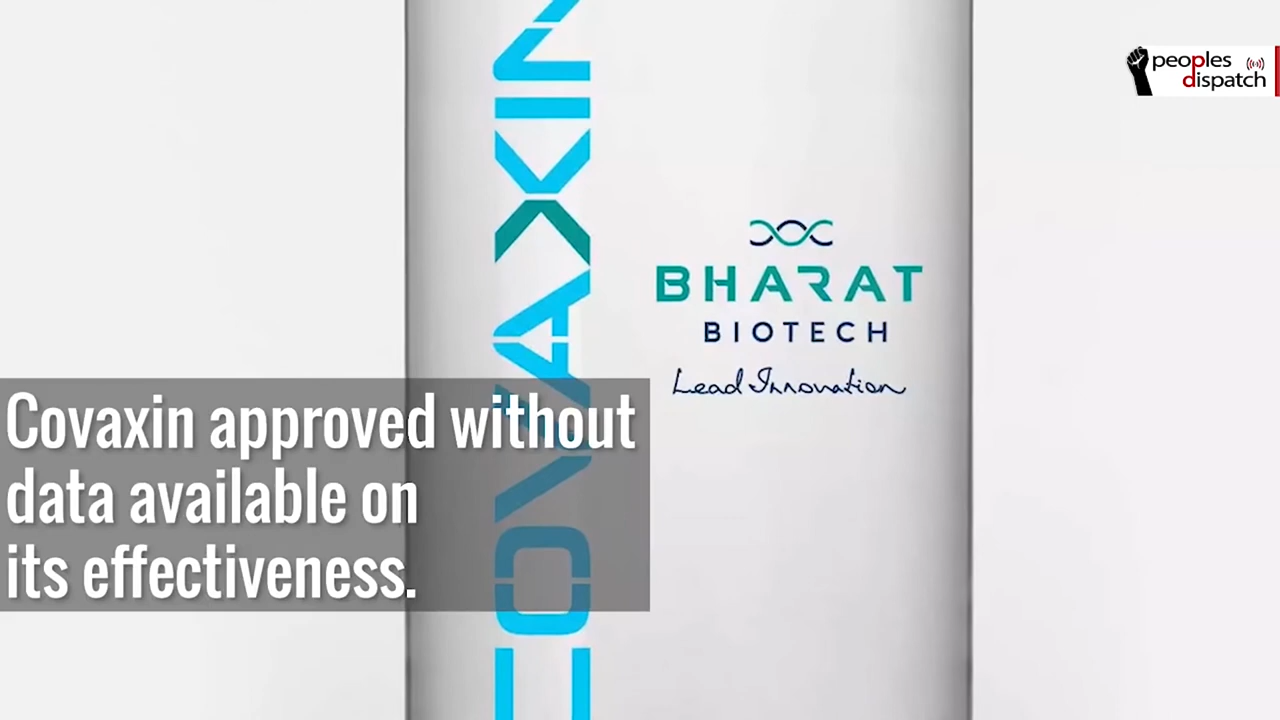 peoples
dispatch
COVAXIN
BHARAT
BIOTECH
Lead Innovation
Covaxin approved without
data available on
its effectiveness.